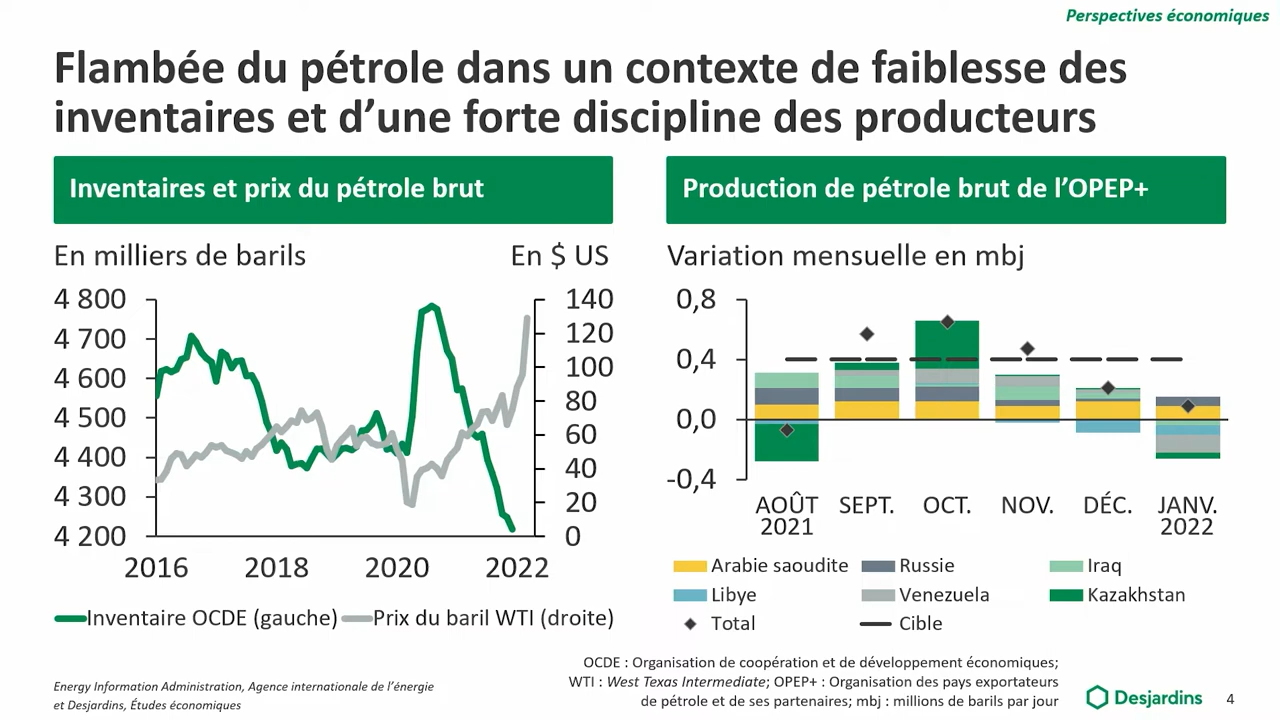 Perspectives économiques
Flambée du pétrole dans un contexte de faiblesse des
inventaires et d’une forte discipline des producteurs
Inventaires et prix du pétrole brut
En milliers de barils
En $ US
4 800
4 700
4 600
4 500
4 400
4 300
4 200
140
120
100
80
60
40
20
0
2016
2018
2020
2022
Inventaire OCDE (gauche)
Prix du baril WTI (droite)
Production de pétrole brut de l’OPEP+
Variation mensuelle en mbj
0,8
0,4
0,0
-0,4
AOÛT
2021
SEPT.
OCT.
NOV.
DÉC.
JANV.
2022
Arabie saoudite
Russie
Iraq
Libye
Venezuela
Kazakhstan
Total
Cible
Energy Information Administration, Agence internationale de l’énergie
et Desjardins, Études économiques
OCDE : Organisation de coopération et de développement économiques;
WTI : West Texas Intermediate; OPEP+ : Organisation des pays exportateurs
de pétrole et de ses partenaires; mbj : millions de barils par jour
Desjardins
4